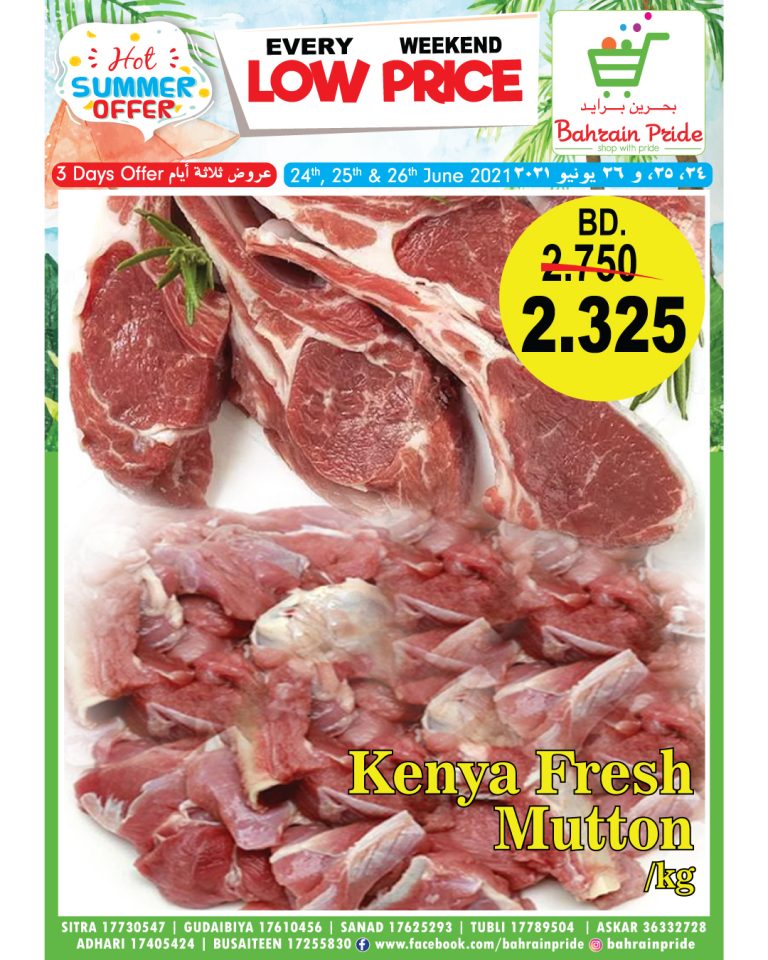 Hot
SUMMER
OFFER
EVERY WEEKEND
LOW PRICE
بحرين برايد
Bahrain Pride
shop with pride
3 Days Offer عروض ثلاثة أيام
24th, 25th & 26th June 2021 ٢٤، ٢٥، و ٢٦ يونيو ٢٠٢١
BD.
2.750
2.325
Kenya Fresh
Mutton
/kg
SITRA 17730547 | GUDAIBIYA 17610456 | SANAD 17625293 | TUBLI 17789504 | ASKAR 36332728
ADHARI 17405424 | BUSAITEEN 17255830 www.facebook.com/bahrainpride bahrainpride